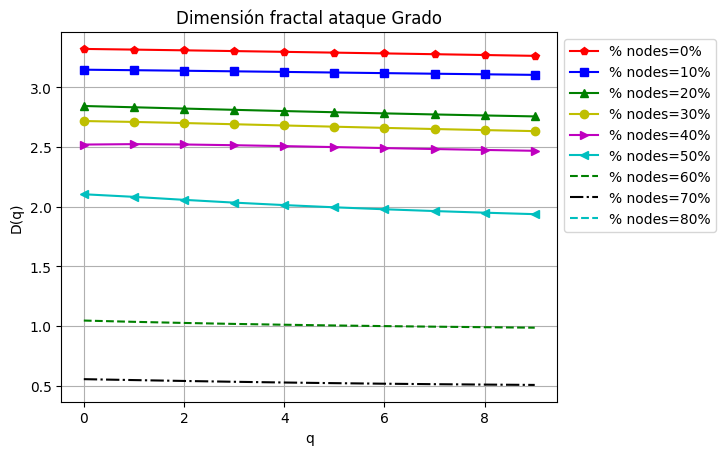 Dimensión fractal ataque Grado
% nodes=0%
% nodes=10%
% nodes=20%
% nodes=30%
% nodes=40%
% nodes=50%
% nodes=60%
% nodes=70%
% nodes=80%
D(q)
3.0
2.5
2.0
1.5
1.0
0.5
0 2 4 6 8
q